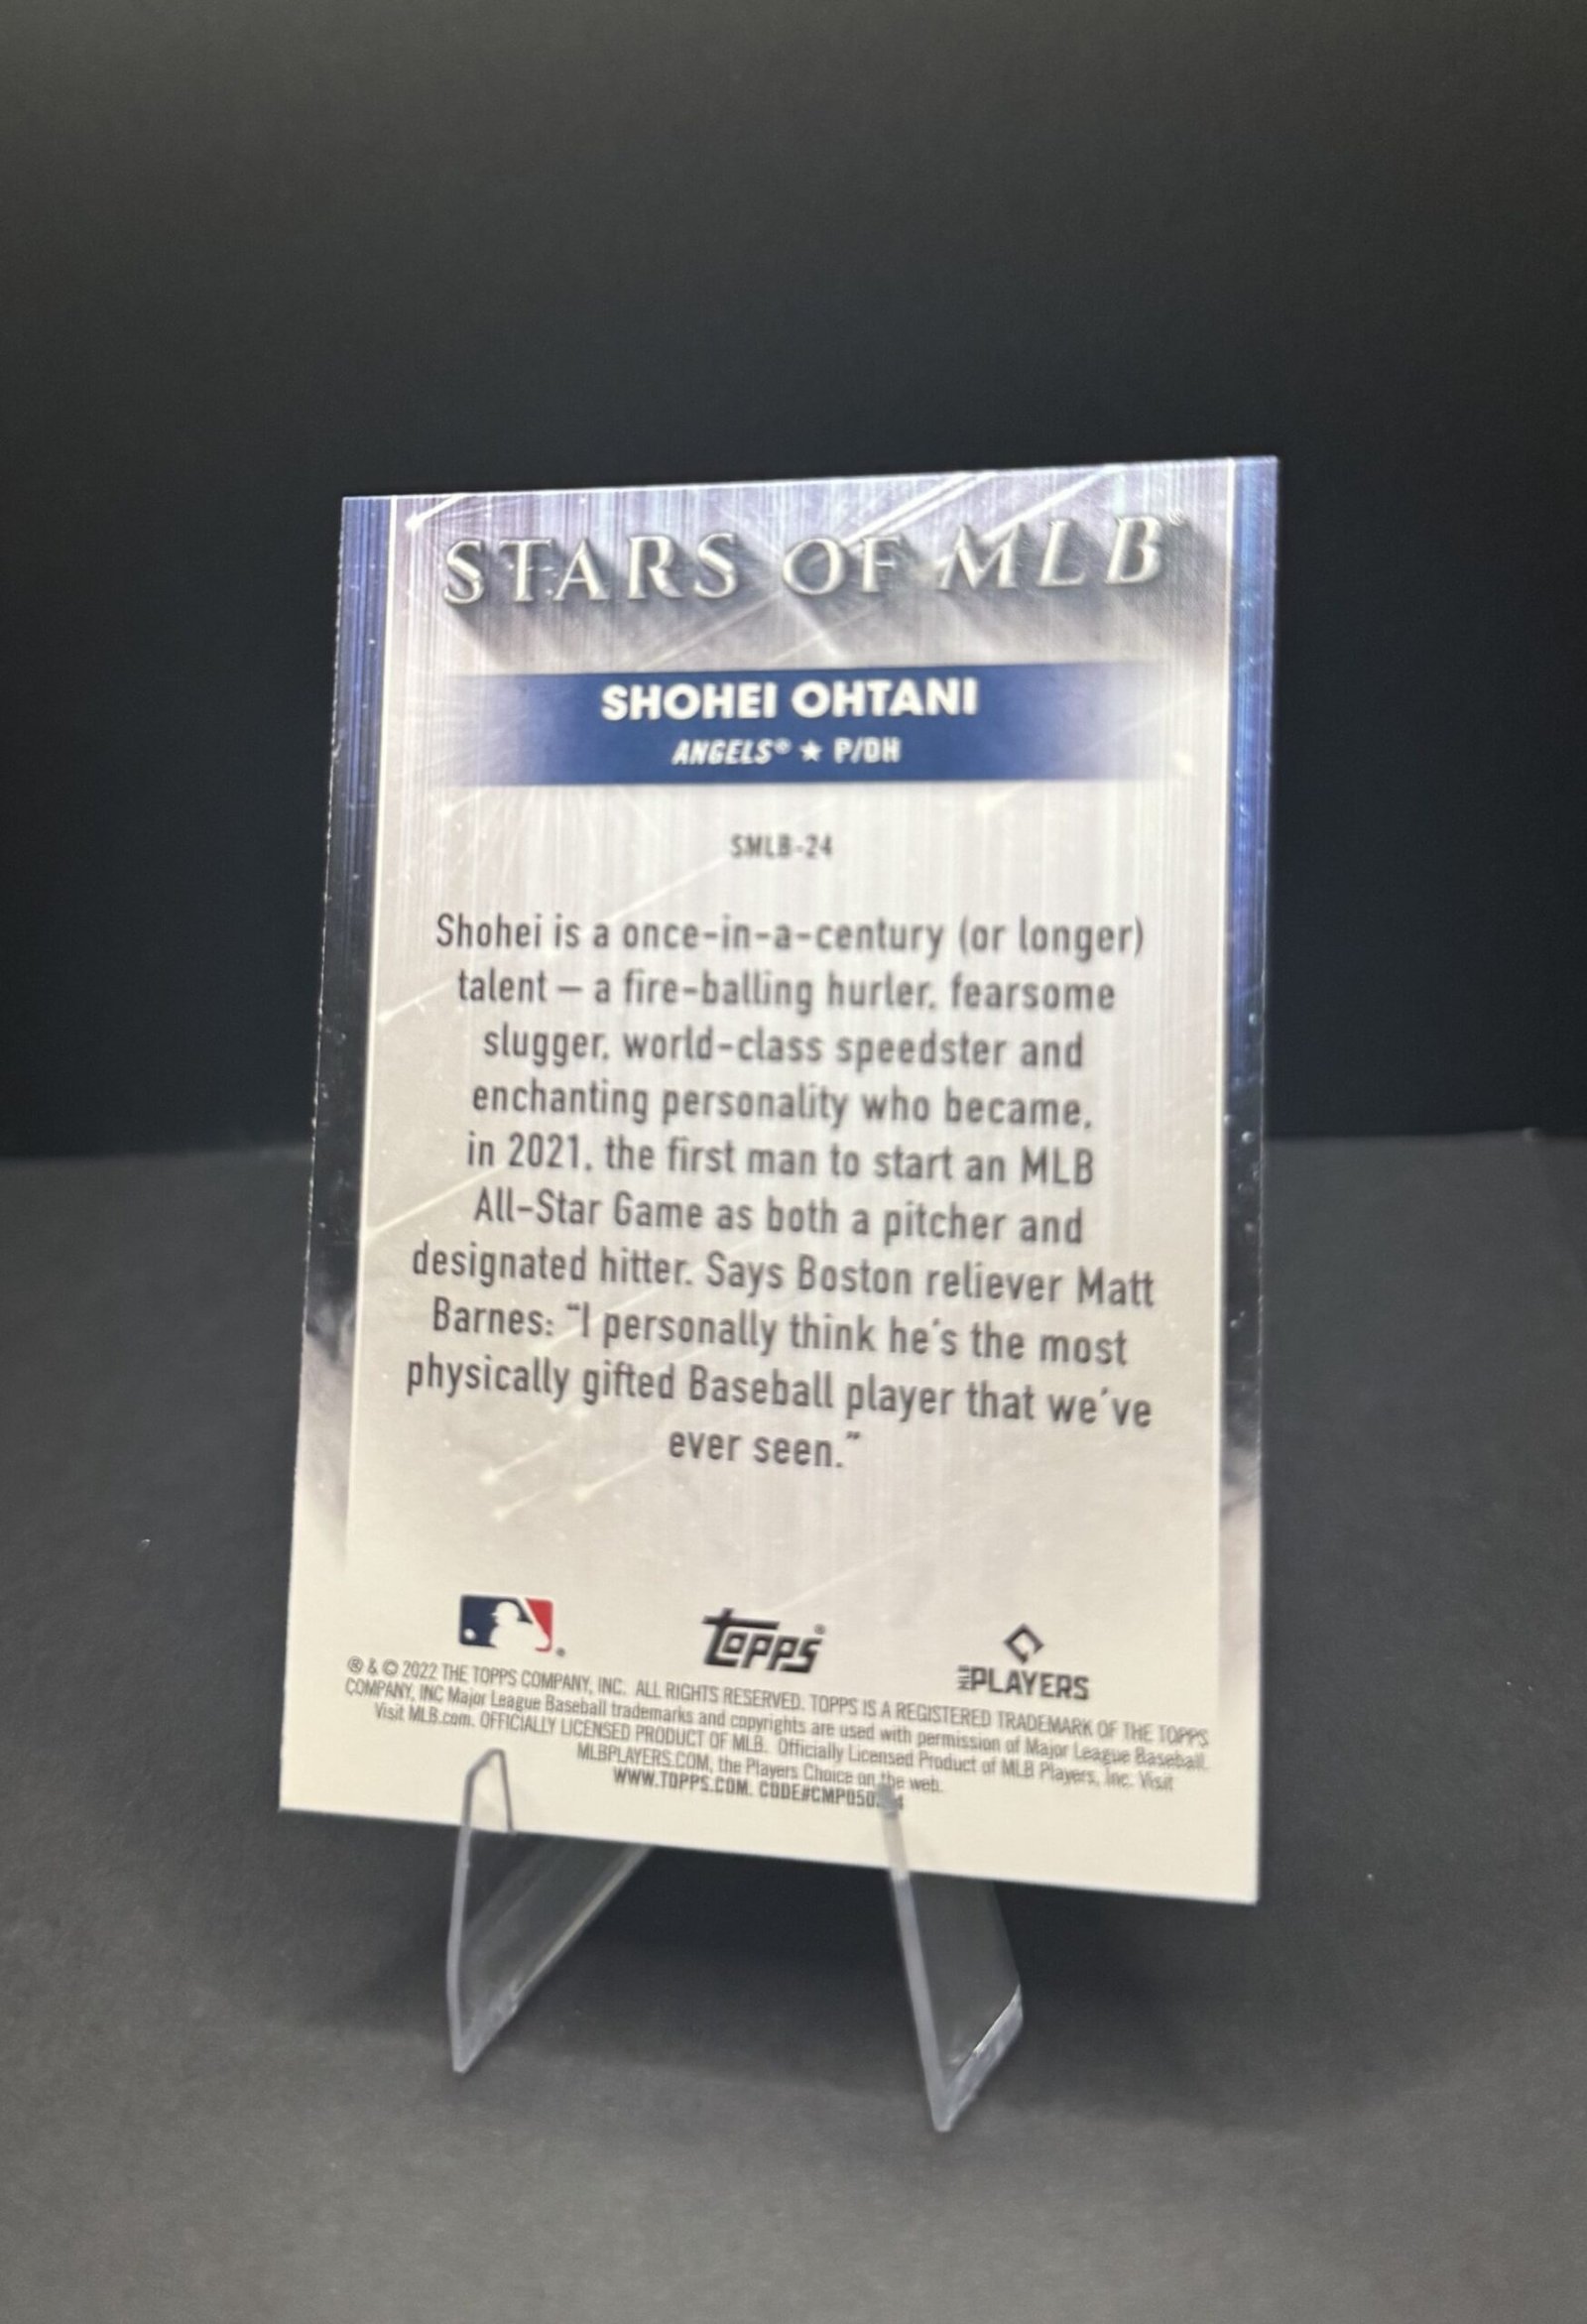 STARS OF MLB®
SHOHEI OHTANI
ANGELS® ★ P/DH
SMLB-24
Shohei is a once-in-a-century (or longer)
talent – a fire-balling hurler, fearsome
slugger, world-class speedster and
enchanting personality who became,
in 2021, the first man to start an MLB
All-Star Game as both a pitcher and
designated hitter. Says Boston reliever Matt
Barnes: "I personally think he's the most
physically gifted Baseball player that we've
ever seen."
TOPPS®
MLB PLAYERS
® & © 2022 THE TOPPS COMPANY, INC. ALL RIGHTS RESERVED. TOPPS IS A REGISTERED TRADEMARK OF THE TOPPS
COMPANY, INC Major League Baseball trademarks and copyrights are used with permission of Major League Baseball.
Visit MLB.com. OFFICIALLY LICENSED PRODUCT OF MLB. Officially Licensed Product of MLB Players, Inc. Visit
MLBPLAYERS.COM, the Players Choice on the web.
WWW.TOPPS.COM. CODE#